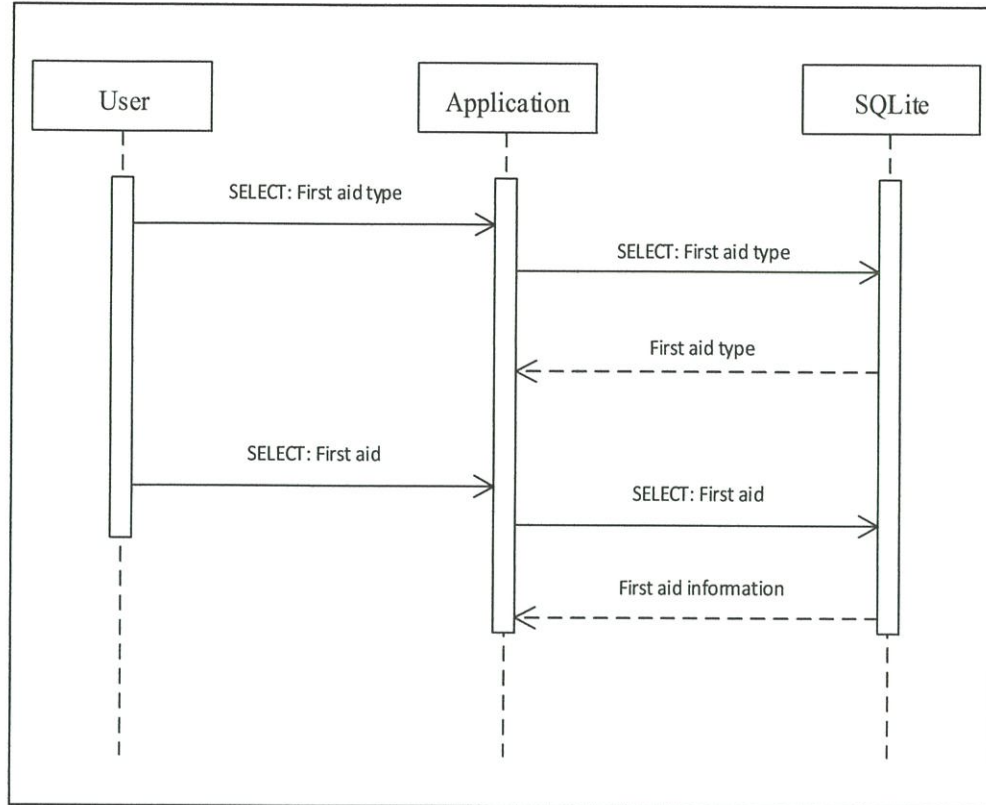 User
Application
SQLite
SELECT: First aid type
SELECT: First aid type
First aid type
SELECT: First aid
SELECT: First aid
First aid information